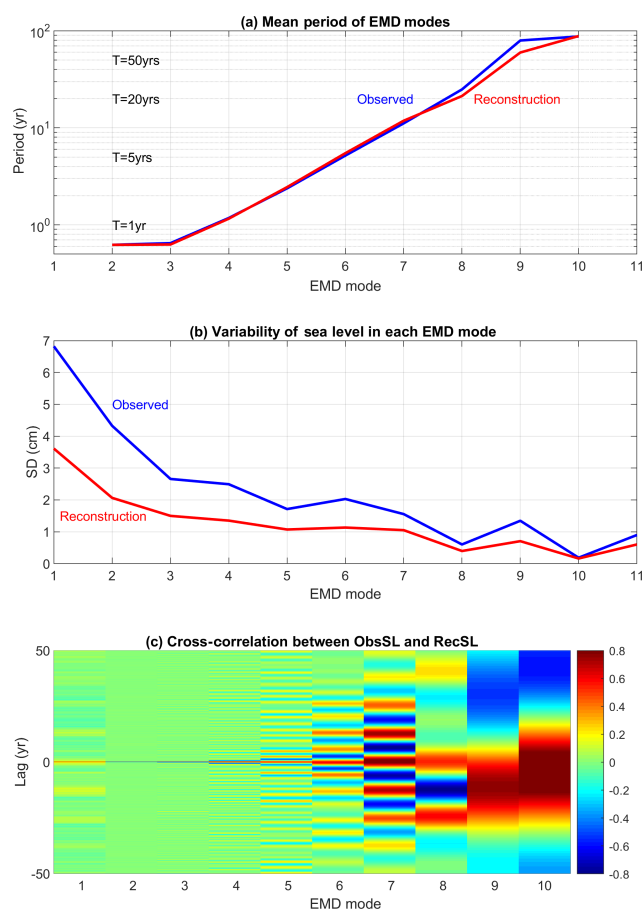 (a) Mean period of EMD modes
10²
T=50yrs
T=20yrs
Observed
Reconstruction
10¹
T=5yrs
T=1yr
10⁰
Period (yr)
1 2 3 4 5 6 7 8 9 10 11
EMD mode
(b) Variability of sea level in each EMD mode
7
6
5
4
3
2
1
0
Observed
Reconstruction
SD (cm)
1 2 3 4 5 6 7 8 9 10 11
EMD mode
(c) Cross-correlation between ObsSL and RecSL
50
0
-50
Lag (yr)
1 2 3 4 5 6 7 8 9 10
EMD mode
0.8
0.6
0.4
0.2
0
-0.2
-0.4
-0.6
-0.8